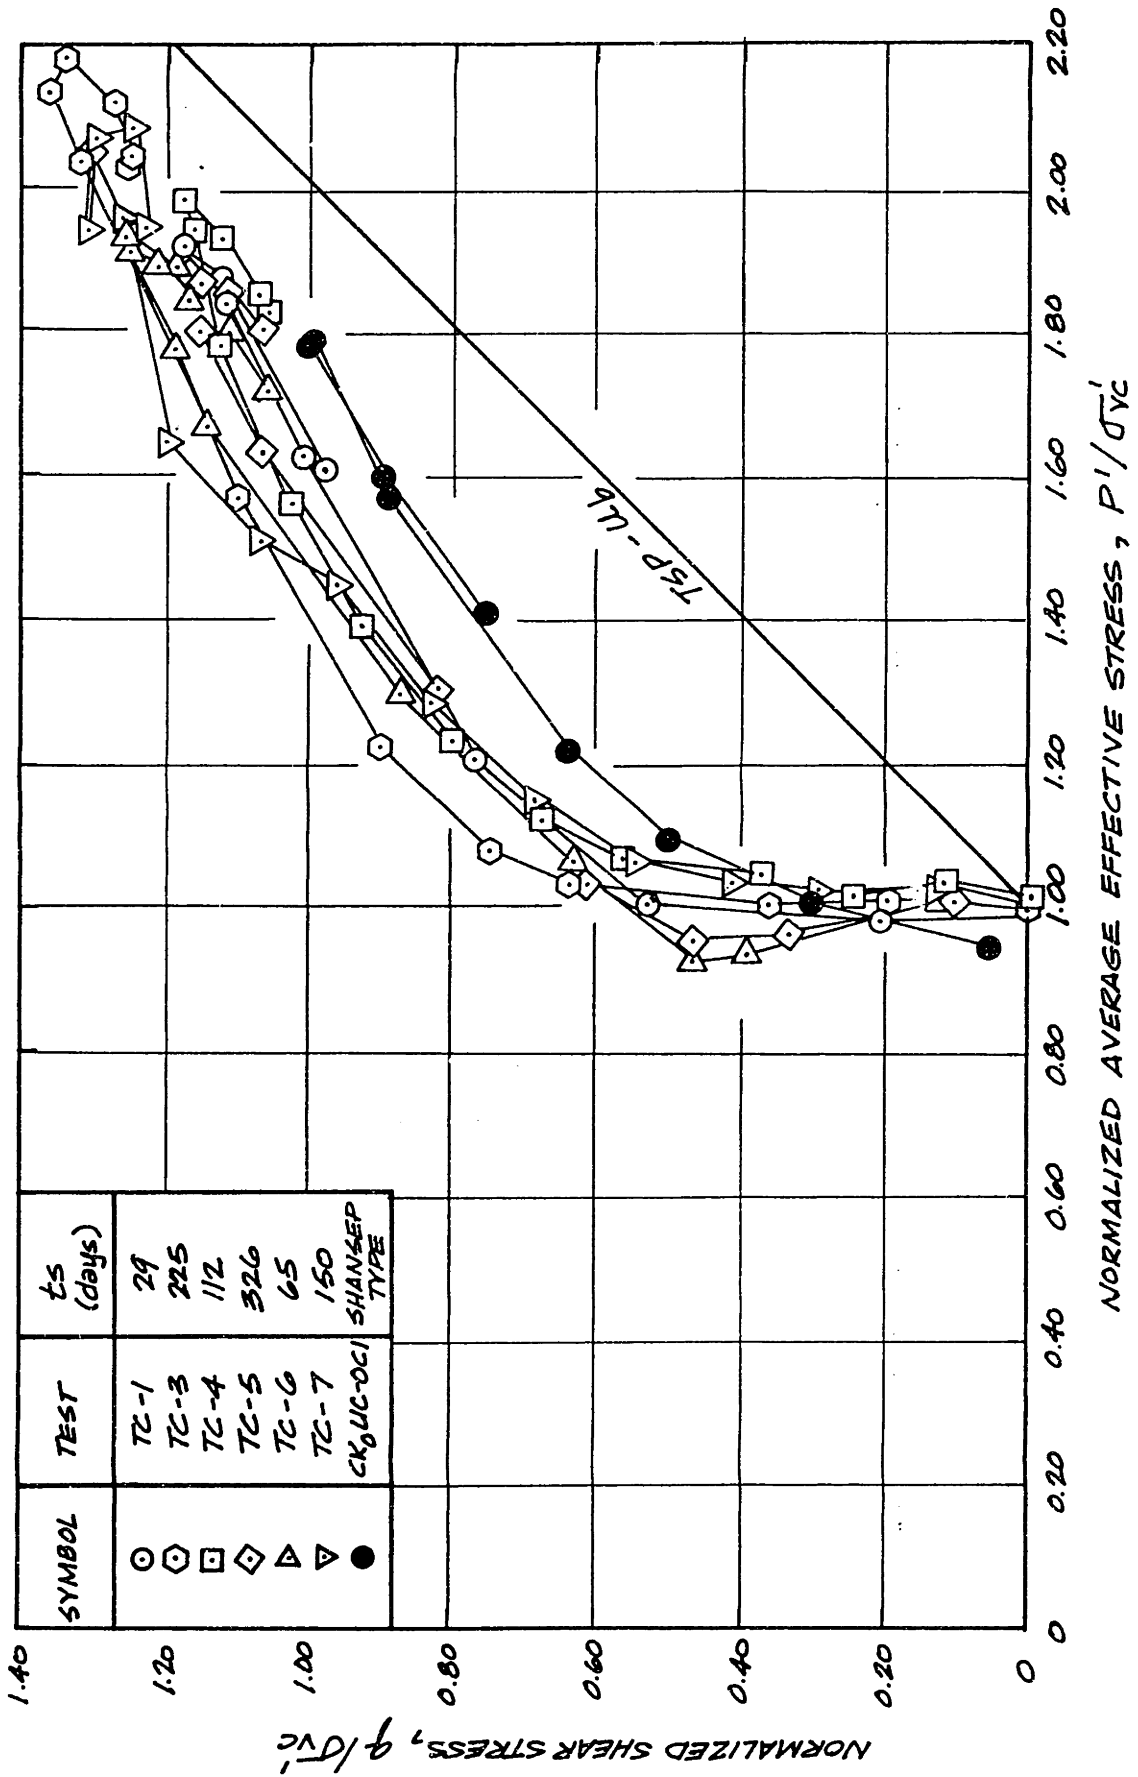 SYMBOL TEST ts (days)
TC-1 29
TC-3 225
TC-4 112
TC-5 326
TC-6 65
TC-7 150
CK₀UC-OC1 SHANSEP TYPE
TSP-Ub
NORMALIZED SHEAR STRESS, q/σ̄'vc
1.40
1.20
1.00
0.80
0.60
0.40
0.20
0
0 0.20 0.40 0.60 0.80 1.00 1.20 1.40 1.60 1.80 2.00 2.20
NORMALIZED AVERAGE EFFECTIVE STRESS, P'/σ̄'vc